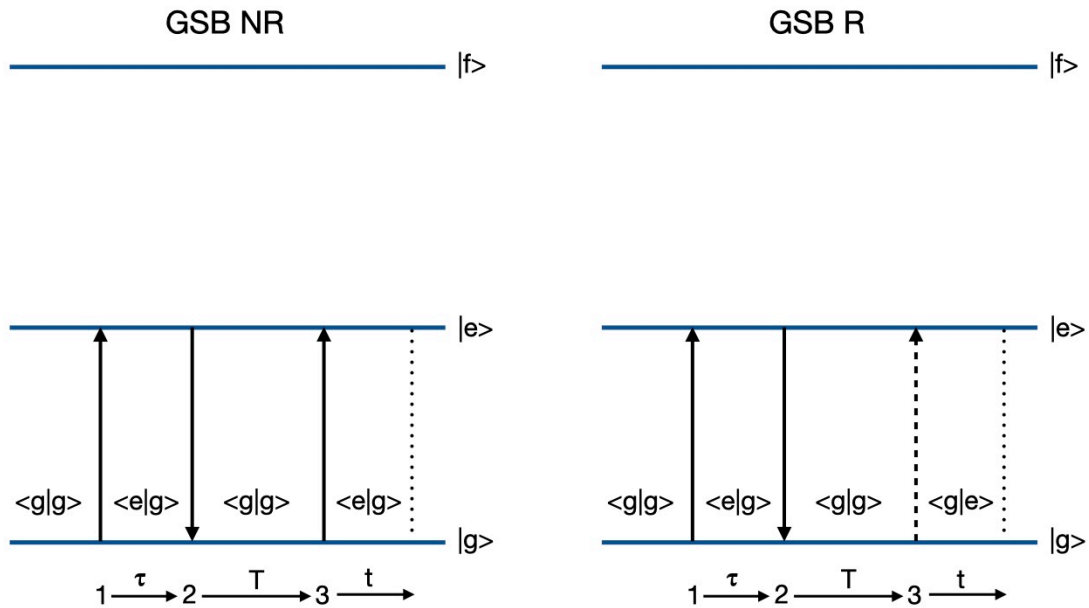 GSB NR
|f>
|e>
<g|g> <e|g> <g|g> <e|g>
|g>
1 τ 2 T 3 t
GSB R
|f>
|e>
<g|g> <e|g> <g|g> <g|e>
|g>
1 τ 2 T 3 t